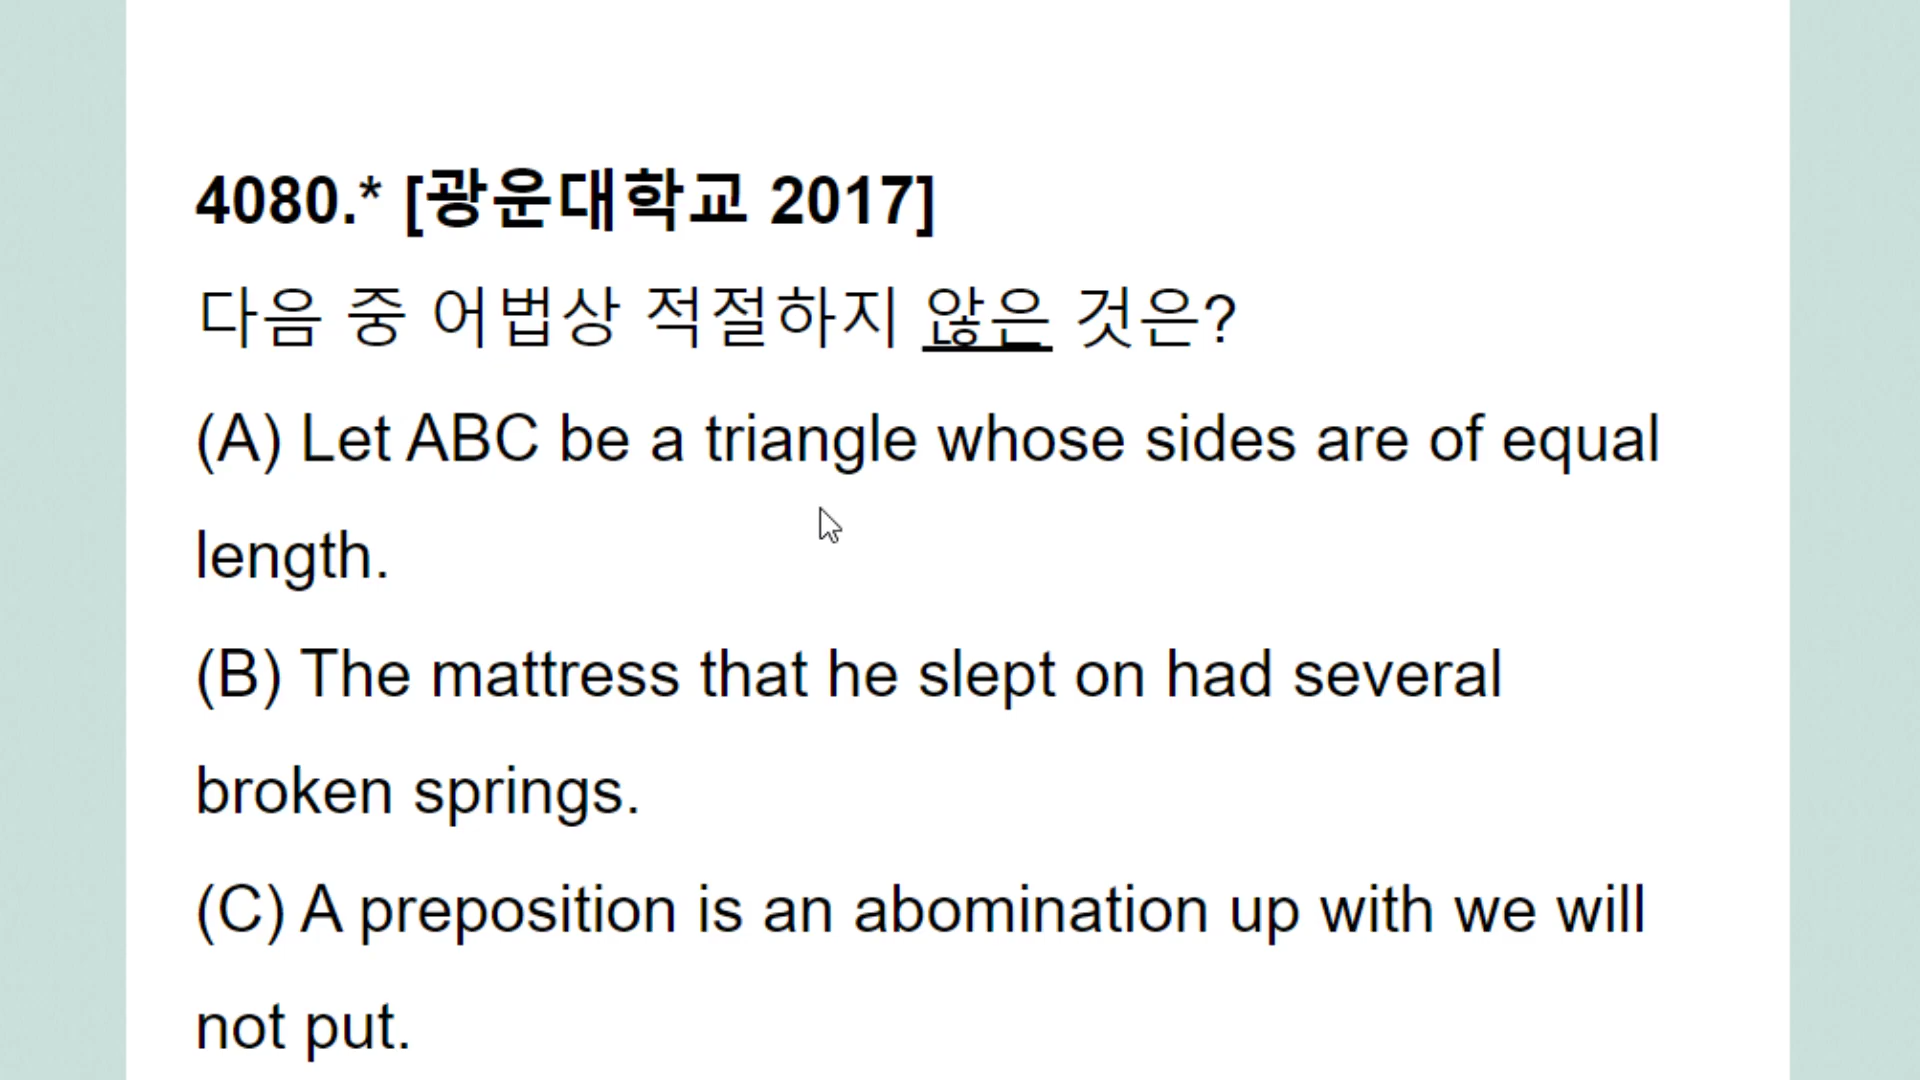 4080.* [광운대학교 2017]
다음 중 어법상 적절하지 않은 것은?
(A) Let ABC be a triangle whose sides are of equal
length.
(B) The mattress that he slept on had several
broken springs.
(C) A preposition is an abomination up with we will
not put.